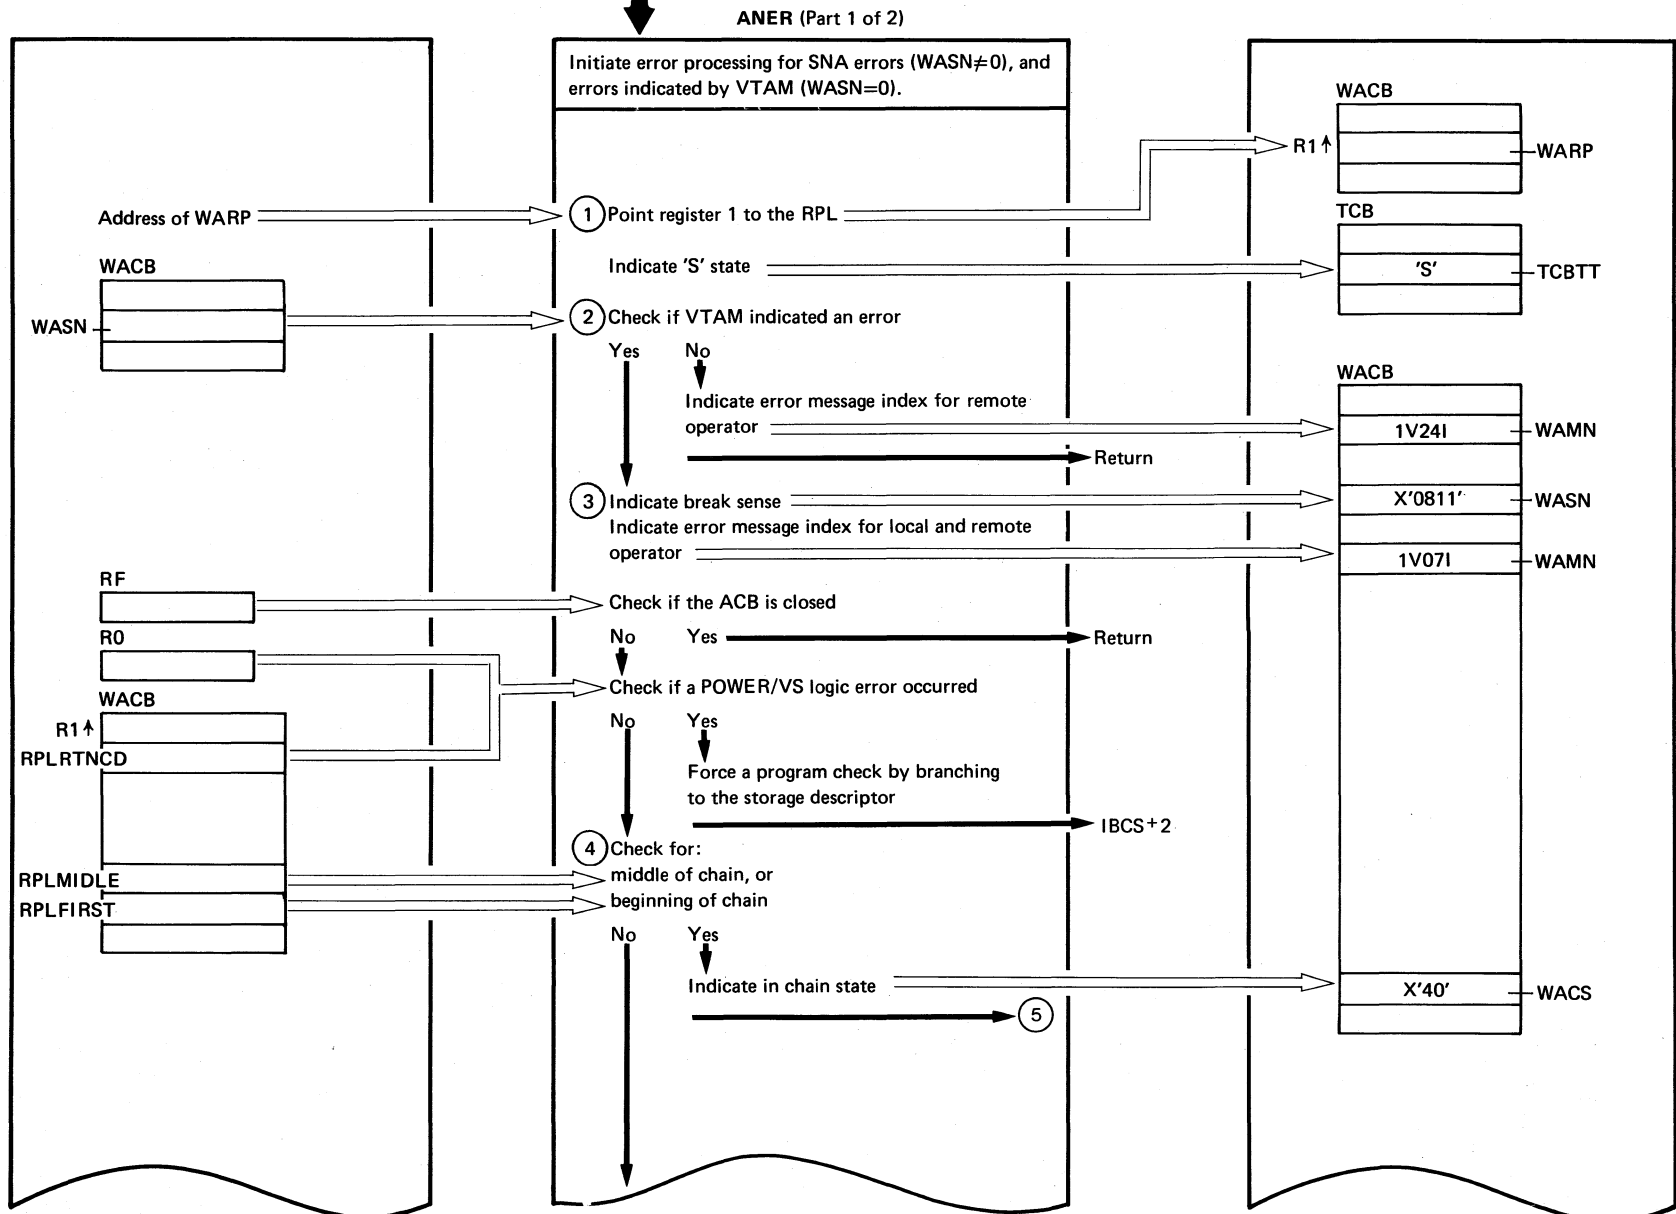 ANER (Part 1 of 2)
Initiate error processing for SNA errors (WASN≠0), and
errors indicated by VTAM (WASN=0).
WACB
R1
WARP
Address of WARP
1 Point register 1 to the RPL
TCB
Indicate 'S' state
'S'
TCBTT
WACB
WASN
2 Check if VTAM indicated an error
Yes No
WACB
Indicate error message index for remote
operator
1V24I
WAMN
Return
3 Indicate break sense
X'0811'
WASN
Indicate error message index for local and remote
operator
1V07I
WAMN
RF
Check if the ACB is closed
R0
No Yes
Return
Check if a POWER/VS logic error occurred
WACB
R1
No Yes
RPLRTNCD
Force a program check by branching
to the storage descriptor
IBCS+2
4 Check for:
RPLMIDLE
middle of chain, or
RPLFIRST
beginning of chain
No Yes
Indicate in chain state
X'40'
WACS
5